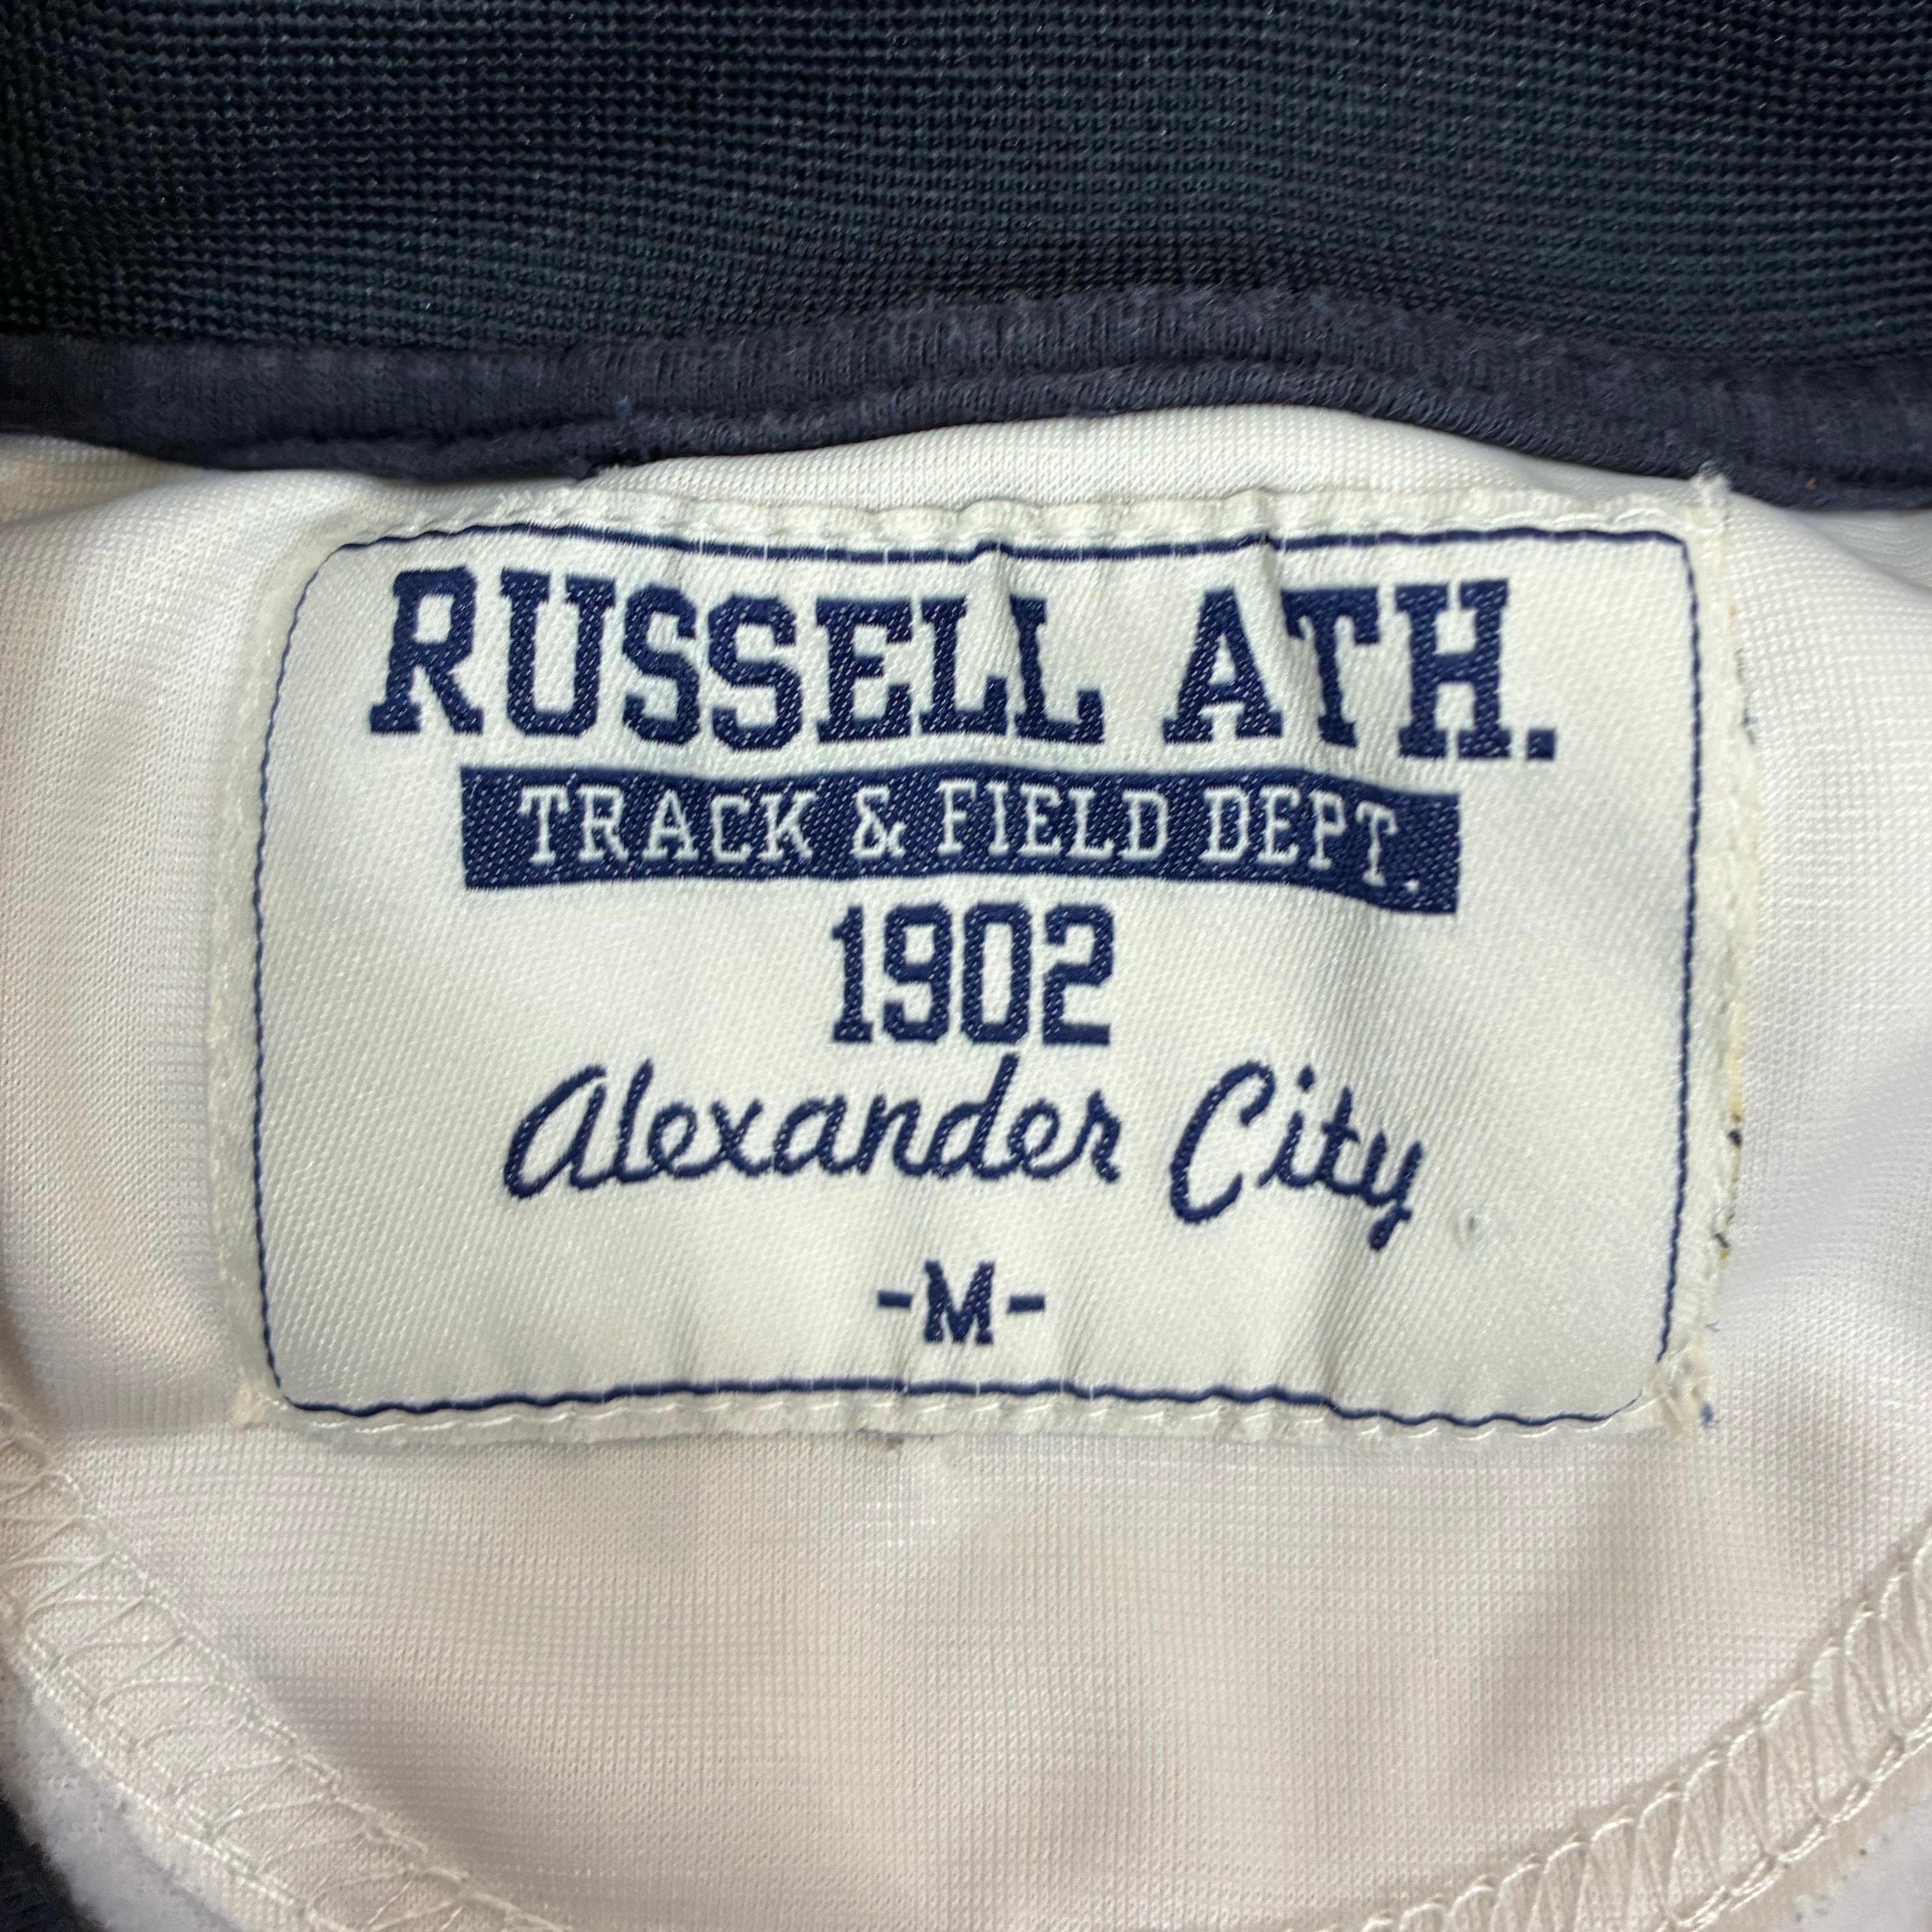 RUSSELL ATH.
TRACK & FIELD DEPT.
1902
Alexander City
-M-